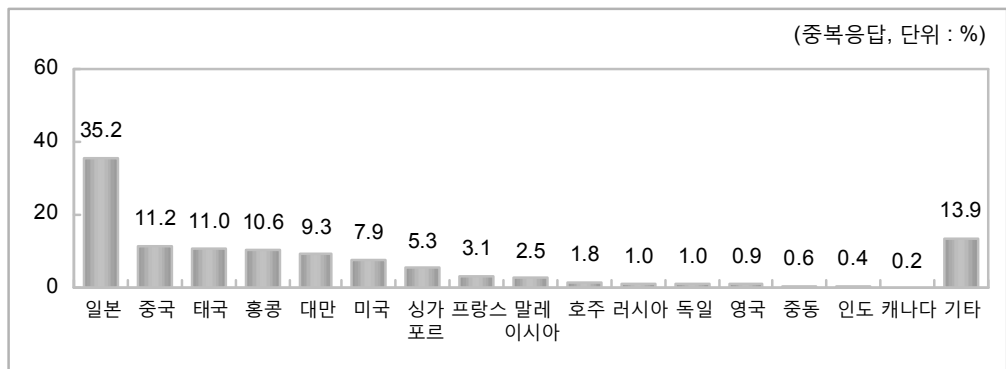 (중복응답, 단위 : %)
60
40
20
0
35.2 11.2 11.0 10.6 9.3 7.9 5.3 3.1 2.5 1.8 1.0 1.0 0.9 0.6 0.4 0.2 13.9
일본 중국 태국 홍콩 대만 미국 싱가 프랑스 말레 호주 러시아 독일 영국 중동 인도 캐나다 기타
포르 이시아